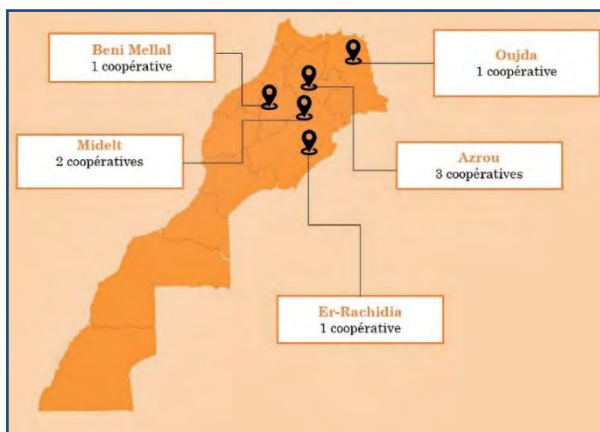 Beni Mellal
1 coopérative
Oujda
1 coopérative
Midelt
2 coopératives
Azrou
3 coopératives
Er-Rachidia
1 coopérative